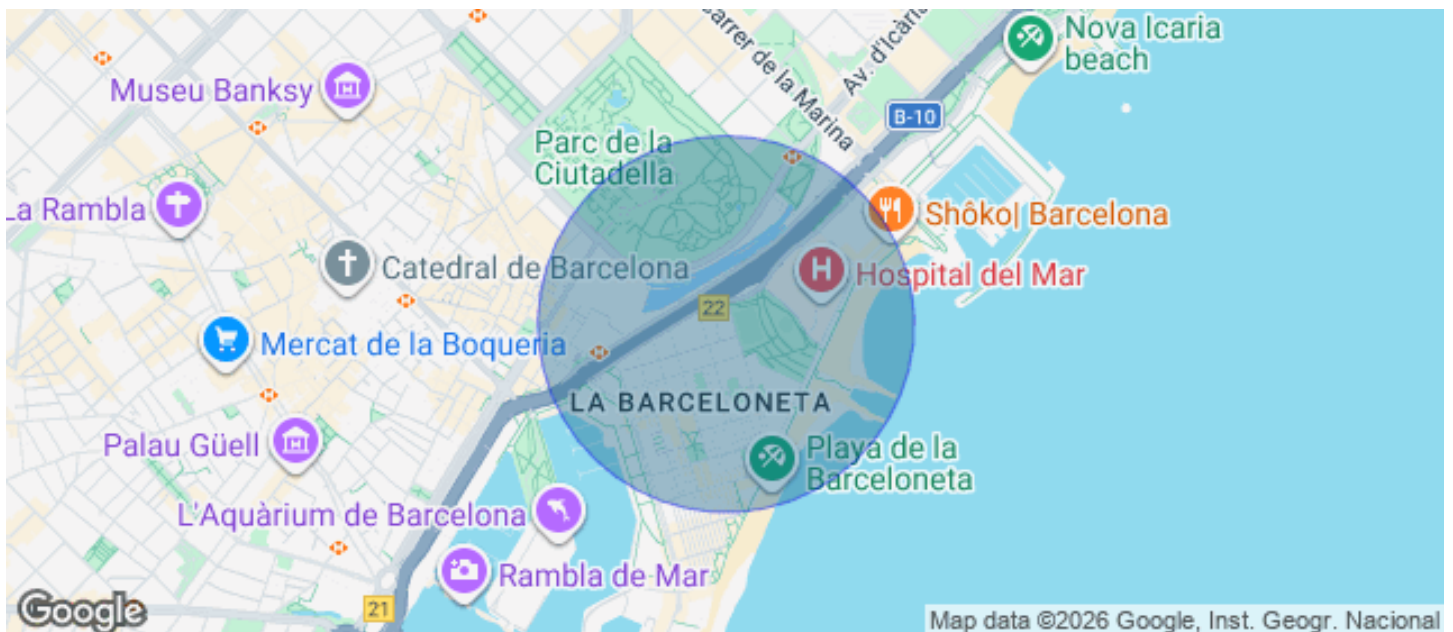 Nova Icaria
beach
Carrer de la Marina
Av. d'Icària
Museu Banksy
B-10
Parc de la
Ciutadella
La Rambla
Shôko| Barcelona
Catedral de Barcelona
Hospital del Mar
22
Mercat de la Boqueria
LA BARCELONETA
Palau Güell
Playa de la
Barceloneta
L'Aquàrium de Barcelona
Rambla de Mar
21
Google
Map data ©2026 Google, Inst. Geogr. Nacional